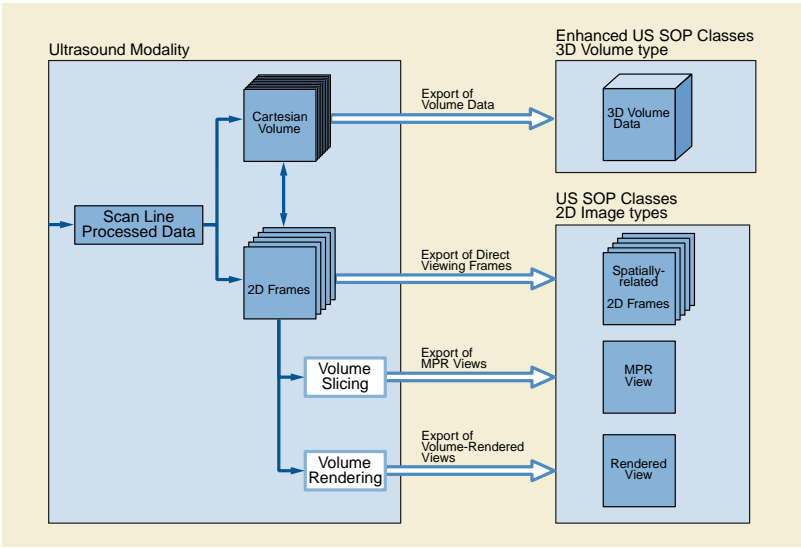 Ultrasound Modality
Enhanced US SOP Classes
3D Volume type
Cartesian
Volume
Export of
Volume Data
3D Volume
Data
Scan Line
Processed Data
US SOP Classes
2D Image types
2D Frames
Export of Direct
Viewing Frames
Spatially-
related
2D Frames
Volume
Slicing
Export of
MPR Views
MPR
View
Volume
Rendering
Export of
Volume-Rendered
Views
Rendered
View